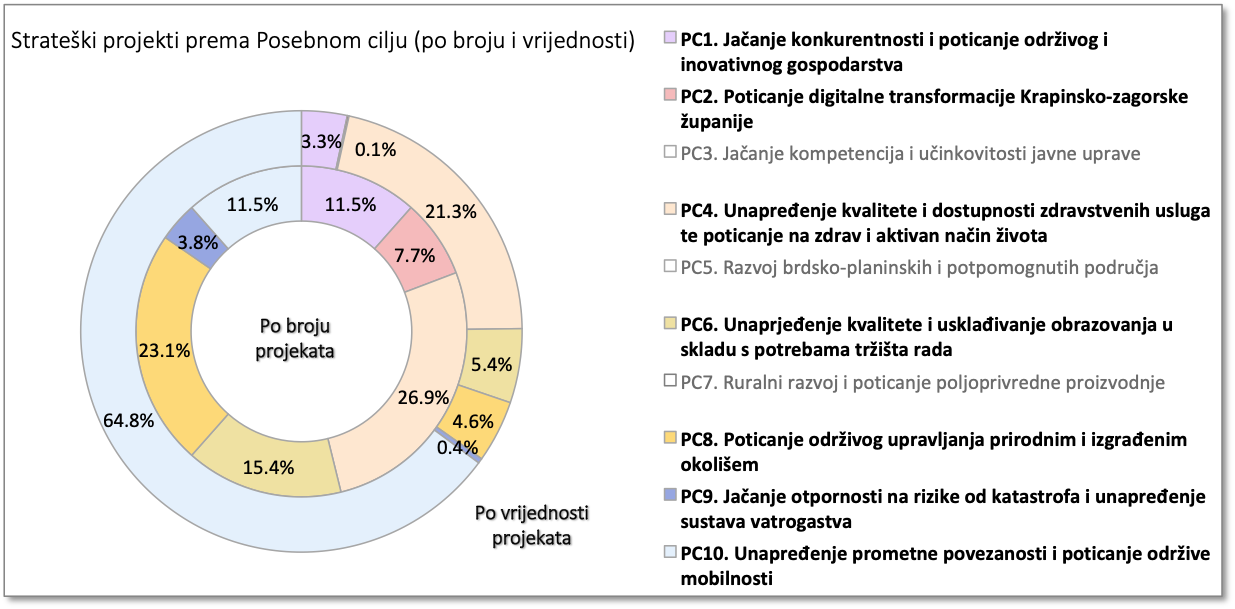 Strateški projekti prema Posebnom cilju (po broju i vrijednosti)
3.3%
0.1%
21.3%
5.4%
4.6%
0.4%
64.8%
11.5%
7.7%
26.9%
15.4%
23.1%
3.8%
11.5%
Po broju
projekata
Po vrijednosti
projekata
PC1. Jačanje konkurentnosti i poticanje održivog i
inovativnog gospodarstva
PC2. Poticanje digitalne transformacije Krapinsko-zagorske
županije
PC3. Jačanje kompetencija i učinkovitosti javne uprave
PC4. Unapređenje kvalitete i dostupnosti zdravstvenih usluga
te poticanje na zdrav i aktivan način života
PC5. Razvoj brdsko-planinskih i potpomognutih područja
PC6. Unaprjeđenje kvalitete i usklađivanje obrazovanja u
skladu s potrebama tržišta rada
PC7. Ruralni razvoj i poticanje poljoprivredne proizvodnje
PC8. Poticanje održivog upravljanja prirodnim i izgrađenim
okolišem
PC9. Jačanje otpornosti na rizike od katastrofa i unapređenje
sustava vatrogastva
PC10. Unapređenje prometne povezanosti i poticanje održive
mobilnosti